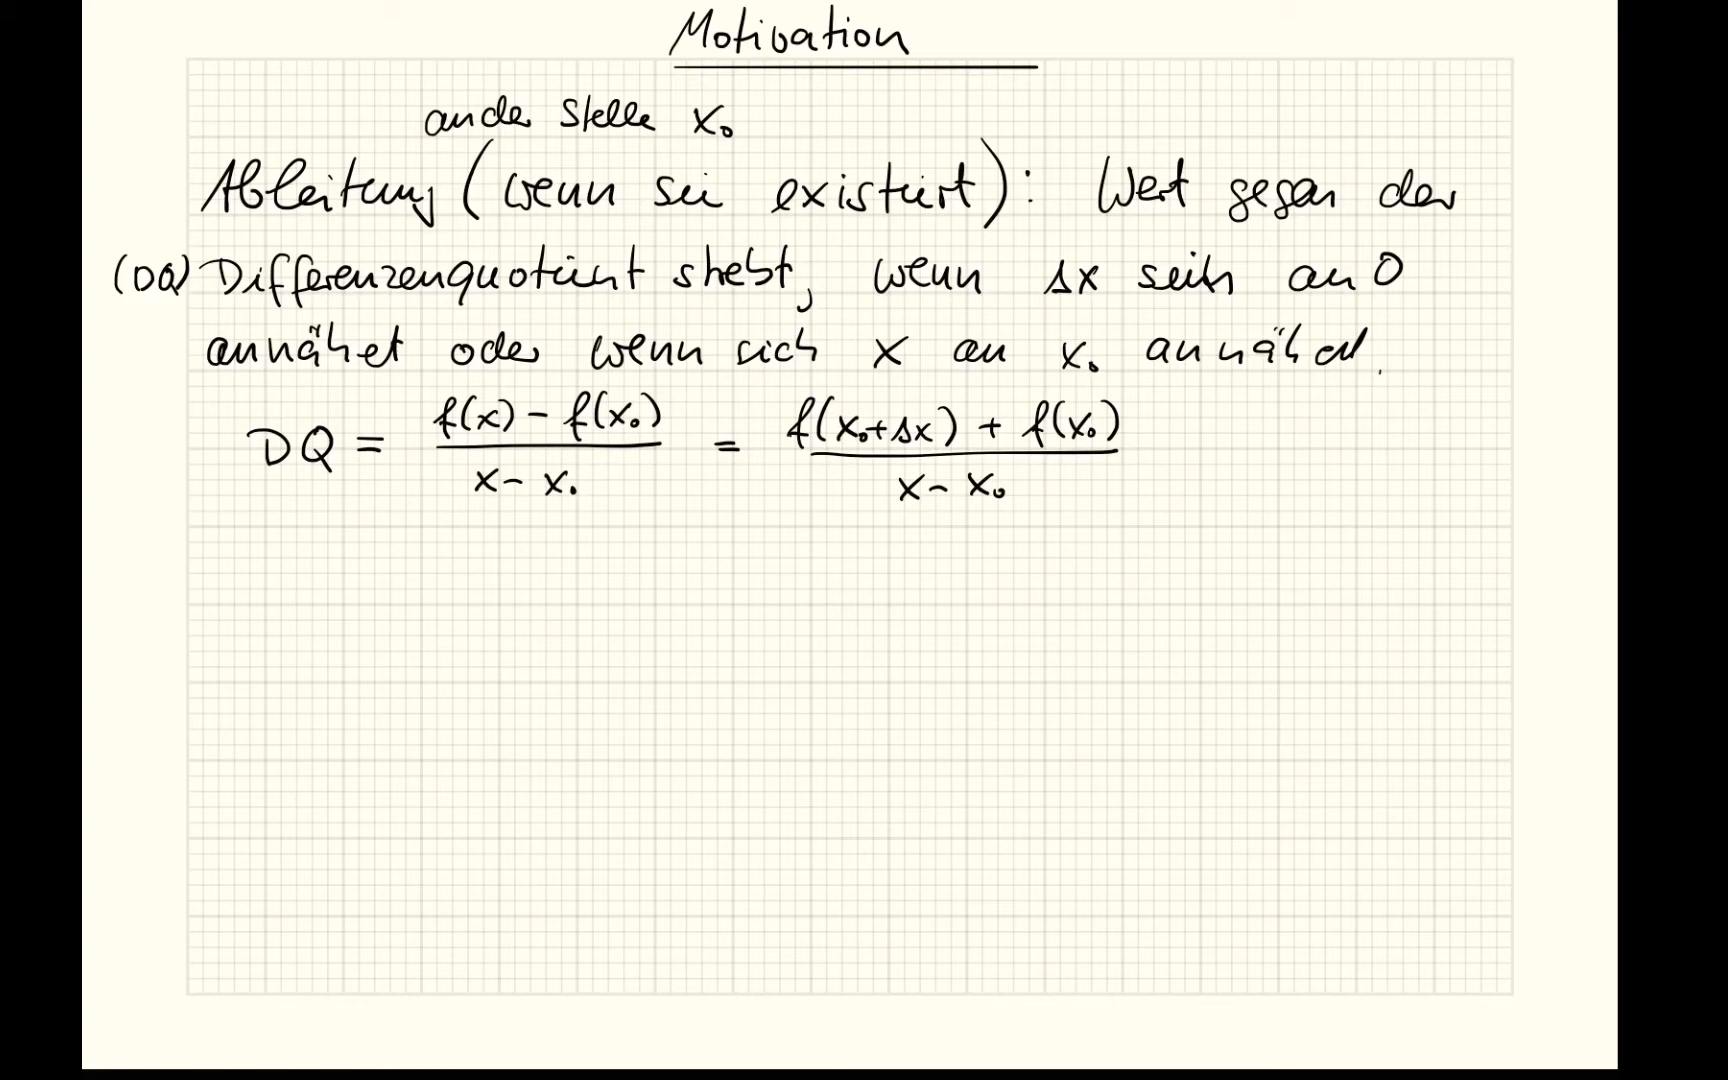 Motivation
an der Stelle x₀
Ableitung (wenn sie existiert): Wert gegen den
(DQ) Differenzenquotient strebt, wenn Δx sich an 0
annähert oder wenn sich x an x₀ annähert.
DQ = (f(x) - f(x₀)) / (x - x₀) = (f(x₀+Δx) + f(x₀)) / (x - x₀)